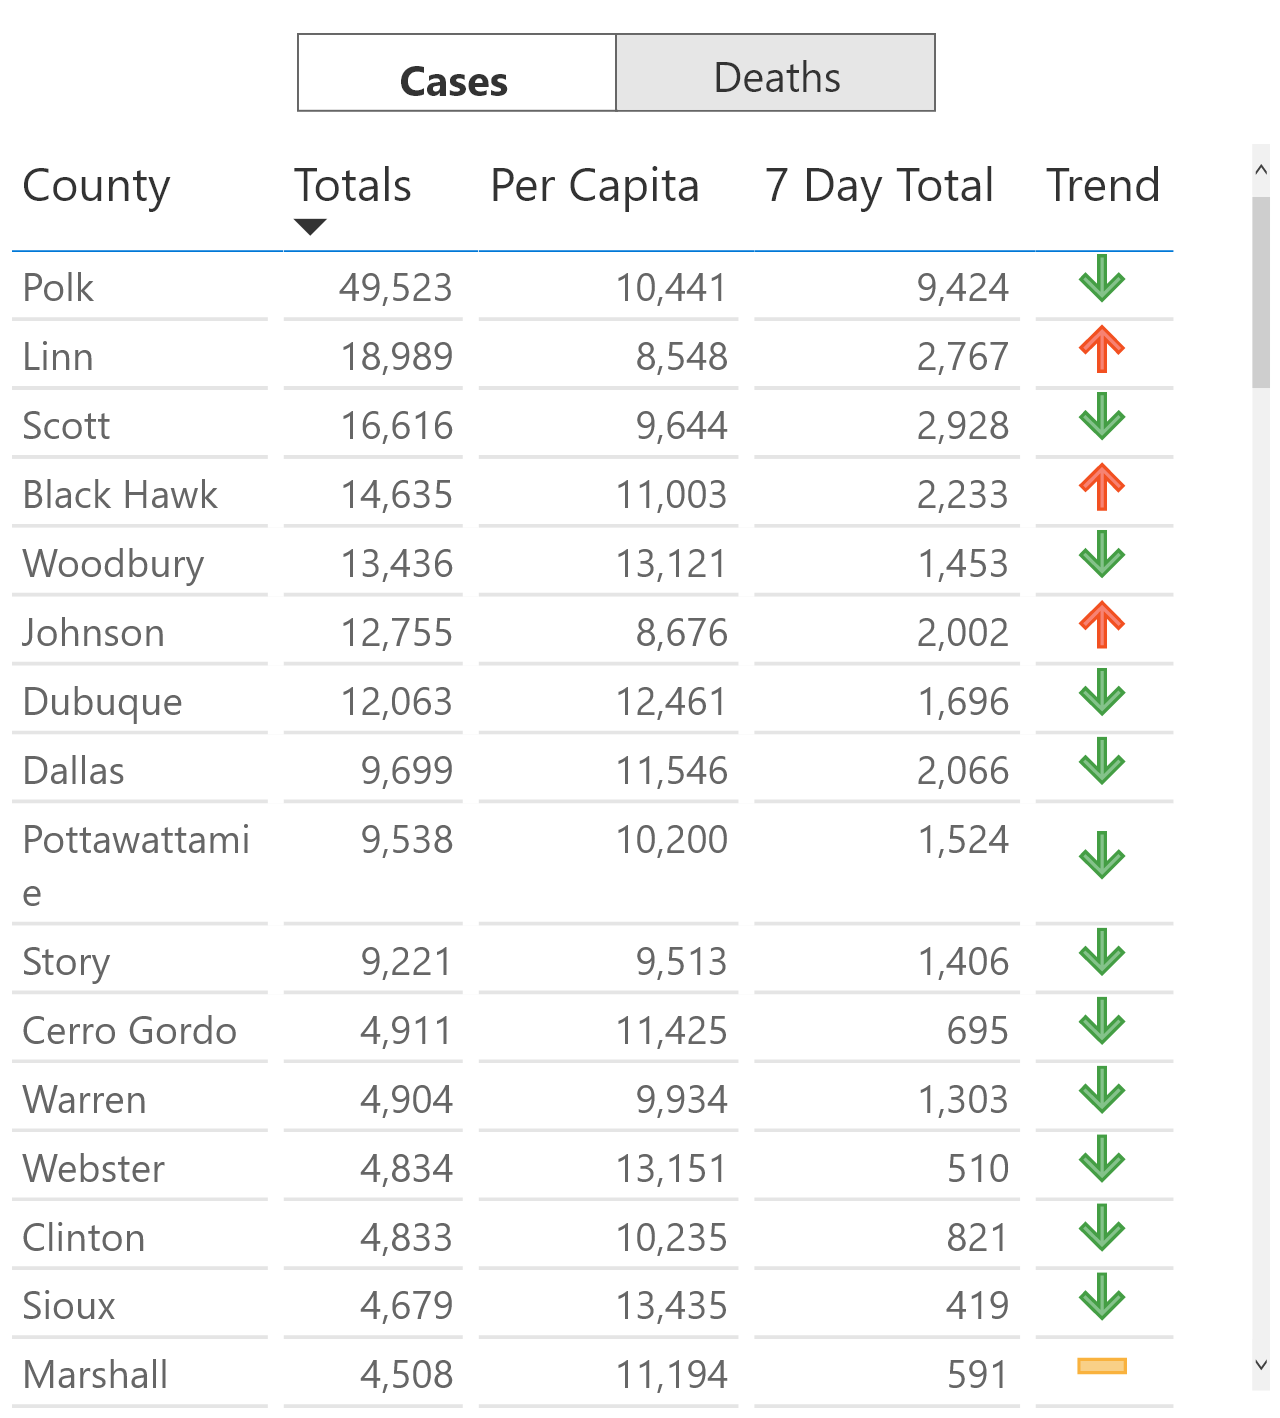 Cases Deaths
County Totals Per Capita 7 Day Total Trend
Polk 49,523 10,441 9,424
Linn 18,989 8,548 2,767
Scott 16,616 9,644 2,928
Black Hawk 14,635 11,003 2,233
Woodbury 13,436 13,121 1,453
Johnson 12,755 8,676 2,002
Dubuque 12,063 12,461 1,696
Dallas 9,699 11,546 2,066
Pottawattami 9,538 10,200 1,524
e
Story 9,221 9,513 1,406
Cerro Gordo 4,911 11,425 695
Warren 4,904 9,934 1,303
Webster 4,834 13,151 510
Clinton 4,833 10,235 821
Sioux 4,679 13,435 419
Marshall 4,508 11,194 591